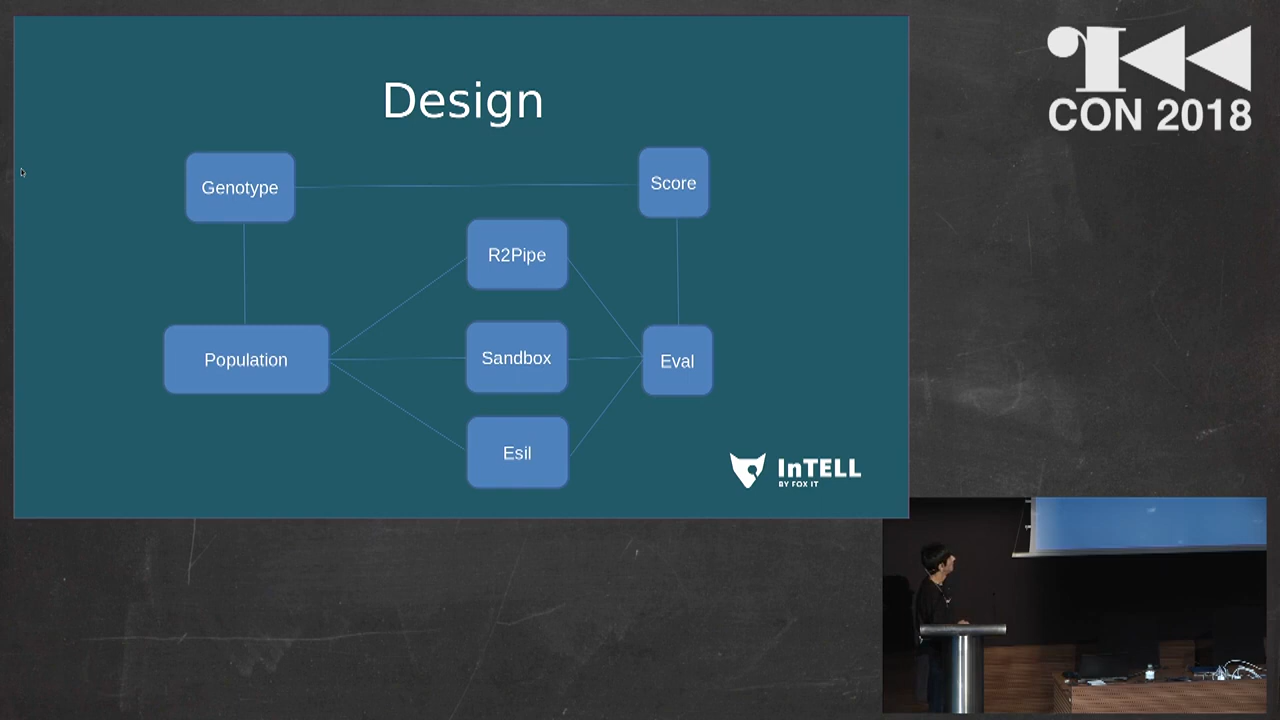 Design
Genotype
Score
R2Pipe
Population
Sandbox
Eval
Esil
InTELL
BY FOX IT
CON 2018